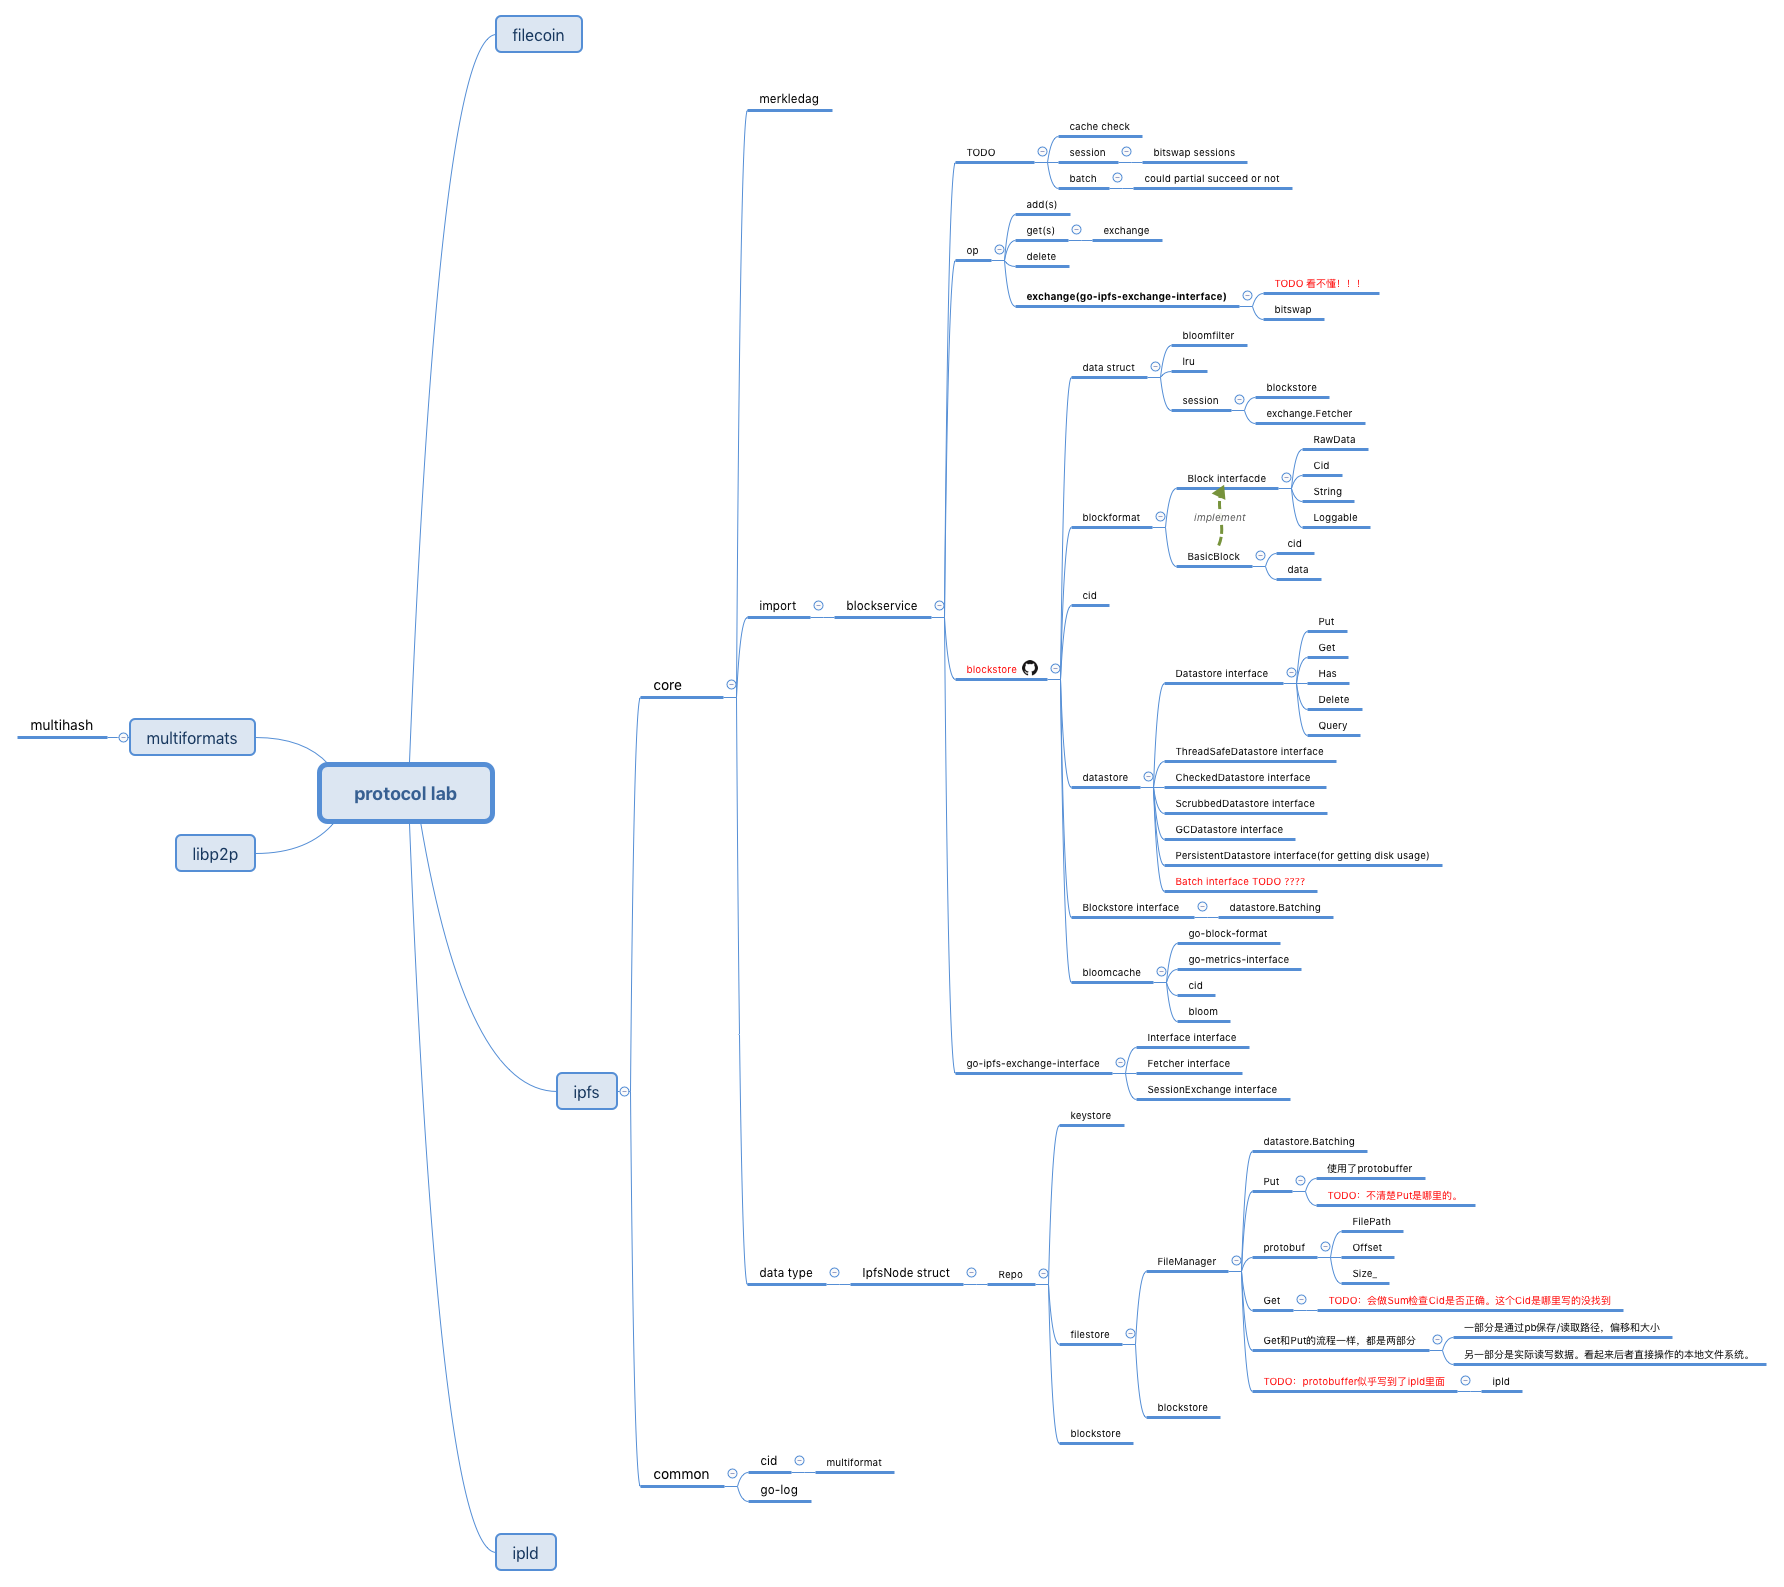 filecoin
merkledag
cache check
TODO
session
bitswap sessions
batch
could partial succeed or not
add(s)
get(s)
exchange
op
delete
exchange(go-ipfs-exchange-interface)
TODO 看不懂！！！
bitswap
bloomfilter
data struct
lru
session
blockstore
exchange.Fetcher
RawData
Block interfacde
Cid
String
Loggable
blockformat
implement
BasicBlock
cid
data
cid
import
blockservice
blockstore
Put
Get
Datastore interface
Has
Delete
Query
ThreadSafeDatastore interface
datastore
CheckedDatastore interface
ScrubbedDatastore interface
GCDatastore interface
PersistentDatastore interface(for getting disk usage)
Batch interface TODO ????
Blockstore interface
datastore.Batching
go-block-format
bloomcache
go-metrics-interface
cid
bloom
core
multihash
multiformats
protocol lab
libp2p
Interface interface
go-ipfs-exchange-interface
Fetcher interface
SessionExchange interface
ipfs
keystore
datastore.Batching
Put
使用了protobuffer
TODO：不清楚Put是哪里的。
FileManager
protobuf
FilePath
Offset
Size_
data type
IpfsNode struct
Repo
Get
TODO：会做Sum检查Cid是否正确。这个Cid是哪里写的没找到
filestore
Get和Put的流程一样，都是两部分
一部分是通过pb保存/读取路径，偏移和大小
另一部分是实际读写数据。看起来后者直接操作的本地文件系统。
TODO：protobuffer似乎写到了ipld里面
ipld
blockstore
blockstore
common
cid
multiformat
go-log
ipld